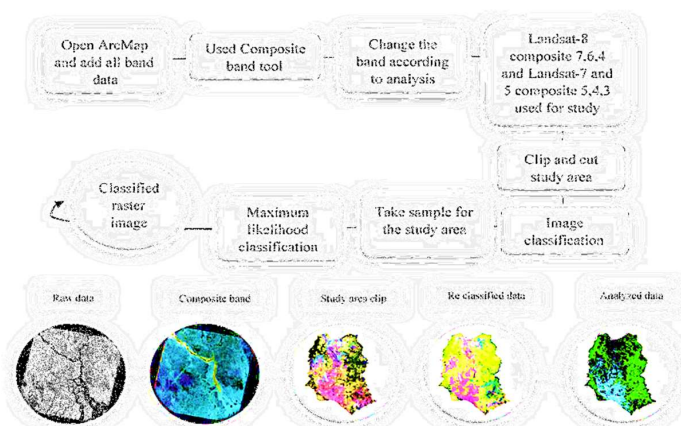 Open ArcMap
and add all band
data
Used Composite
band tool
Change the
band according
to analysis
Landsat-8
composite 7,6,4
and Landsat-7 and
5 composite 5,4,3
used for study
Clip and cut
study area
Image
classification
Take sample for
the study area
Maximum
likelihood
classification
Classified
raster
image
Raw data
Composite band
Study area clip
Re classified data
Analyzed data